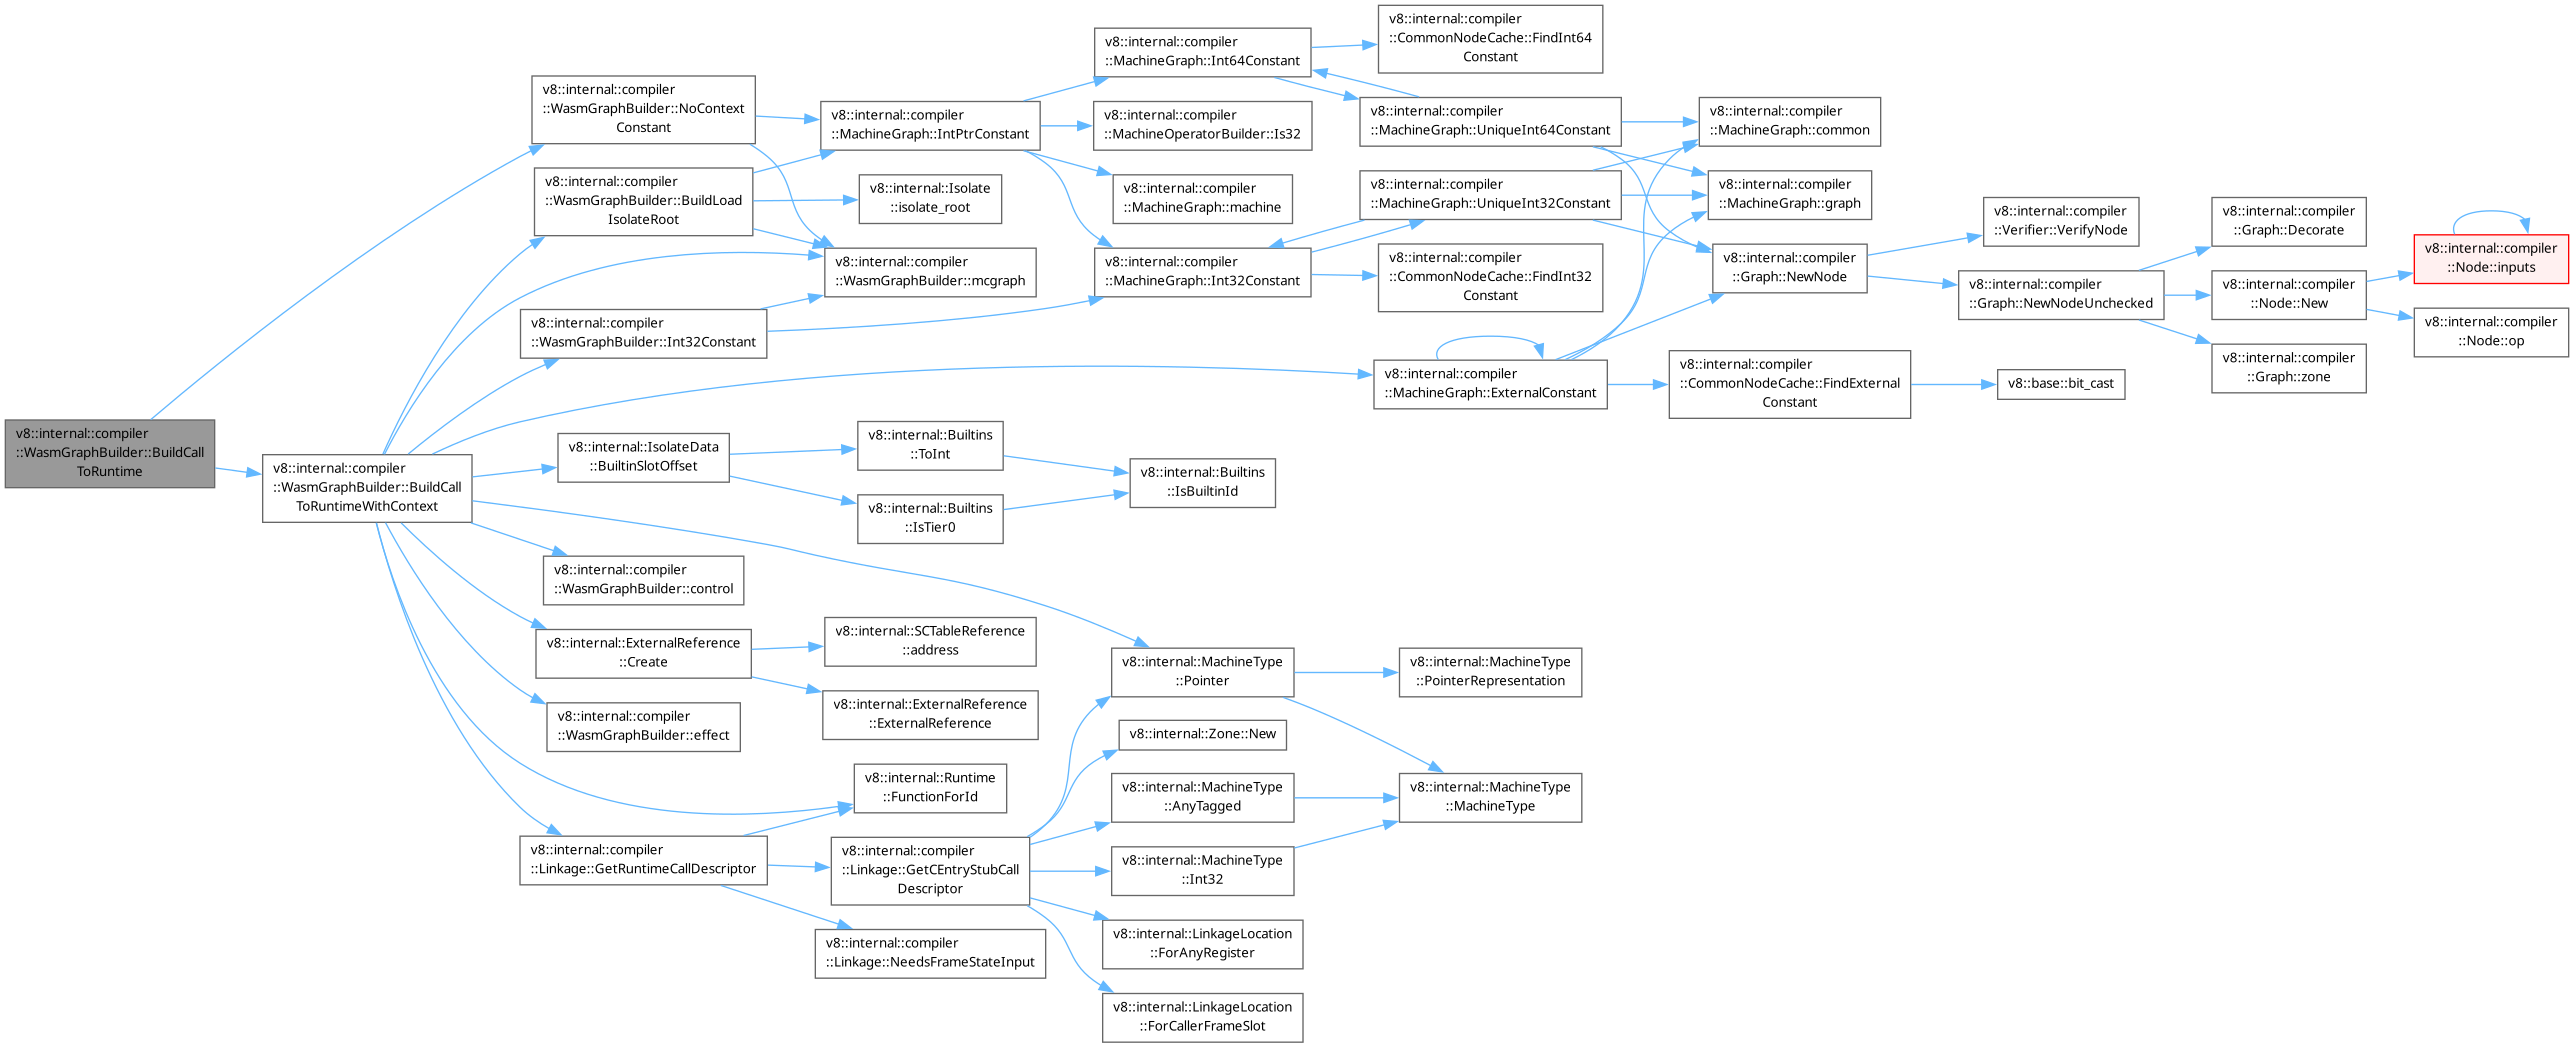 v8::internal::compiler
::WasmGraphBuilder::BuildCall
ToRuntime
v8::internal::compiler
::WasmGraphBuilder::NoContext
Constant
v8::internal::compiler
::WasmGraphBuilder::BuildLoad
IsolateRoot
v8::internal::compiler
::WasmGraphBuilder::Int32Constant
v8::internal::compiler
::WasmGraphBuilder::BuildCall
ToRuntimeWithContext
v8::internal::IsolateData
::BuiltinSlotOffset
v8::internal::compiler
::WasmGraphBuilder::control
v8::internal::ExternalReference
::Create
v8::internal::compiler
::WasmGraphBuilder::effect
v8::internal::compiler
::Linkage::GetRuntimeCallDescriptor
v8::internal::compiler
::MachineGraph::IntPtrConstant
v8::internal::Isolate
::isolate_root
v8::internal::compiler
::WasmGraphBuilder::mcgraph
v8::internal::Builtins
::ToInt
v8::internal::Builtins
::IsTier0
v8::internal::SCTableReference
::address
v8::internal::ExternalReference
::ExternalReference
v8::internal::Runtime
::FunctionForId
v8::internal::compiler
::Linkage::GetCEntryStubCall
Descriptor
v8::internal::compiler
::Linkage::NeedsFrameStateInput
v8::internal::compiler
::MachineGraph::Int64Constant
v8::internal::compiler
::MachineOperatorBuilder::Is32
v8::internal::compiler
::MachineGraph::machine
v8::internal::compiler
::MachineGraph::Int32Constant
v8::internal::Builtins
::IsBuiltinId
v8::internal::MachineType
::Pointer
v8::internal::Zone::New
v8::internal::MachineType
::AnyTagged
v8::internal::MachineType
::Int32
v8::internal::LinkageLocation
::ForAnyRegister
v8::internal::LinkageLocation
::ForCallerFrameSlot
v8::internal::compiler
::CommonNodeCache::FindInt64
Constant
v8::internal::compiler
::MachineGraph::UniqueInt64Constant
v8::internal::compiler
::MachineGraph::UniqueInt32Constant
v8::internal::compiler
::CommonNodeCache::FindInt32
Constant
v8::internal::compiler
::MachineGraph::ExternalConstant
v8::internal::MachineType
::PointerRepresentation
v8::internal::MachineType
::MachineType
v8::internal::compiler
::MachineGraph::common
v8::internal::compiler
::MachineGraph::graph
v8::internal::compiler
::Graph::NewNode
v8::internal::compiler
::CommonNodeCache::FindExternal
Constant
v8::internal::compiler
::Verifier::VerifyNode
v8::internal::compiler
::Graph::NewNodeUnchecked
v8::base::bit_cast
v8::internal::compiler
::Graph::Decorate
v8::internal::compiler
::Node::New
v8::internal::compiler
::Graph::zone
v8::internal::compiler
::Node::inputs
v8::internal::compiler
::Node::op